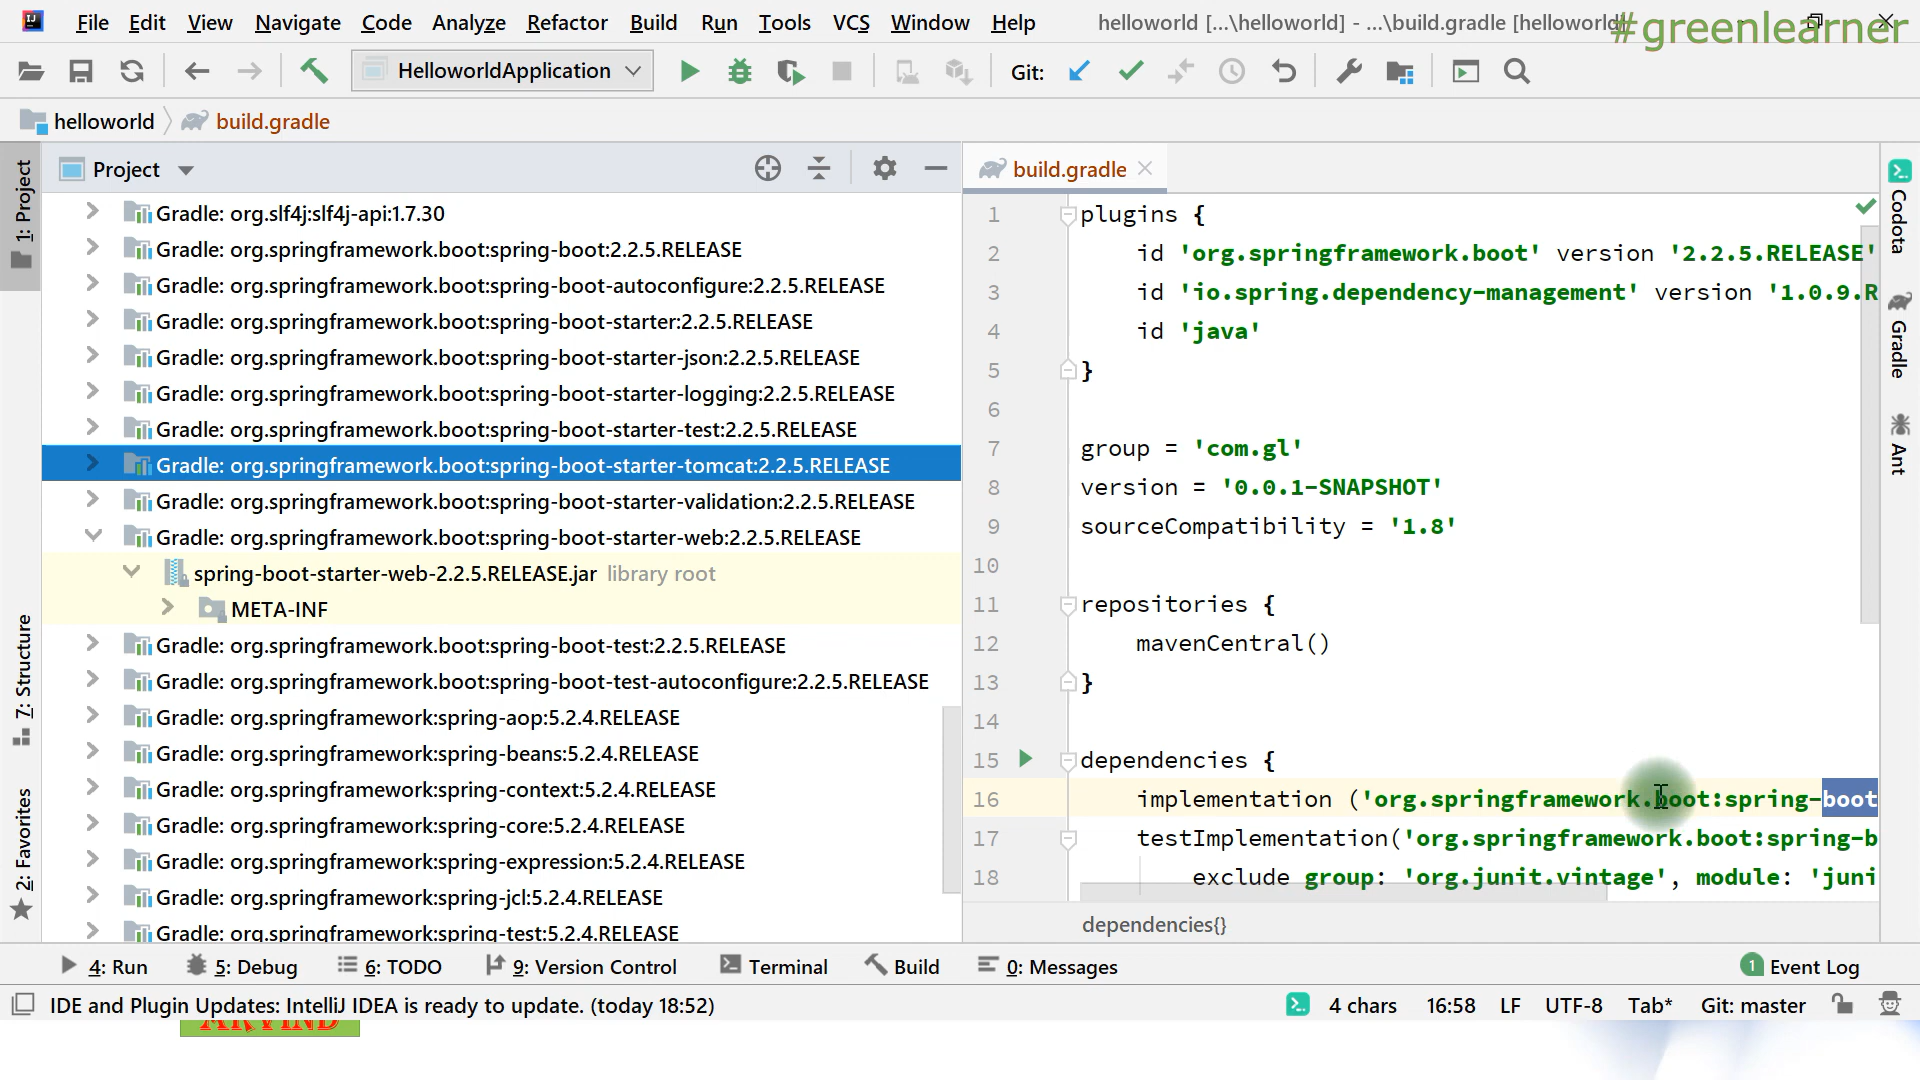 File Edit View Navigate Code Analyze Refactor Build Run Tools VCS Window Help helloworld [...\helloworld] - ...\build.gradle [helloworld]
#greenlearner
HelloworldApplication Git:
helloworld build.gradle
1: Project
7: Structure
2: Favorites
Project
Gradle: org.slf4j:slf4j-api:1.7.30
Gradle: org.springframework.boot:spring-boot:2.2.5.RELEASE
Gradle: org.springframework.boot:spring-boot-autoconfigure:2.2.5.RELEASE
Gradle: org.springframework.boot:spring-boot-starter:2.2.5.RELEASE
Gradle: org.springframework.boot:spring-boot-starter-json:2.2.5.RELEASE
Gradle: org.springframework.boot:spring-boot-starter-logging:2.2.5.RELEASE
Gradle: org.springframework.boot:spring-boot-starter-test:2.2.5.RELEASE
Gradle: org.springframework.boot:spring-boot-starter-tomcat:2.2.5.RELEASE
Gradle: org.springframework.boot:spring-boot-starter-validation:2.2.5.RELEASE
Gradle: org.springframework.boot:spring-boot-starter-web:2.2.5.RELEASE
spring-boot-starter-web-2.2.5.RELEASE.jar library root
META-INF
Gradle: org.springframework.boot:spring-boot-test:2.2.5.RELEASE
Gradle: org.springframework.boot:spring-boot-test-autoconfigure:2.2.5.RELEASE
Gradle: org.springframework:spring-aop:5.2.4.RELEASE
Gradle: org.springframework:spring-beans:5.2.4.RELEASE
Gradle: org.springframework:spring-context:5.2.4.RELEASE
Gradle: org.springframework:spring-core:5.2.4.RELEASE
Gradle: org.springframework:spring-expression:5.2.4.RELEASE
Gradle: org.springframework:spring-jcl:5.2.4.RELEASE
Gradle: org.springframework:spring-test:5.2.4.RELEASE
build.gradle
1 plugins {
2 id 'org.springframework.boot' version '2.2.5.RELEASE'
3 id 'io.spring.dependency-management' version '1.0.9.R
4 id 'java'
5 }
6
7 group = 'com.gl'
8 version = '0.0.1-SNAPSHOT'
9 sourceCompatibility = '1.8'
10
11 repositories {
12 mavenCentral()
13 }
14
15 dependencies {
16 implementation ('org.springframework.boot:spring-boot
17 testImplementation('org.springframework.boot:spring-b
18 exclude group: 'org.junit.vintage', module: 'juni
dependencies{}
Codota
Gradle
Ant
4: Run 5: Debug 6: TODO 9: Version Control Terminal Build 0: Messages 1 Event Log
IDE and Plugin Updates: IntelliJ IDEA is ready to update. (today 18:52) 4 chars 16:58 LF UTF-8 Tab* Git: master
ARVIND